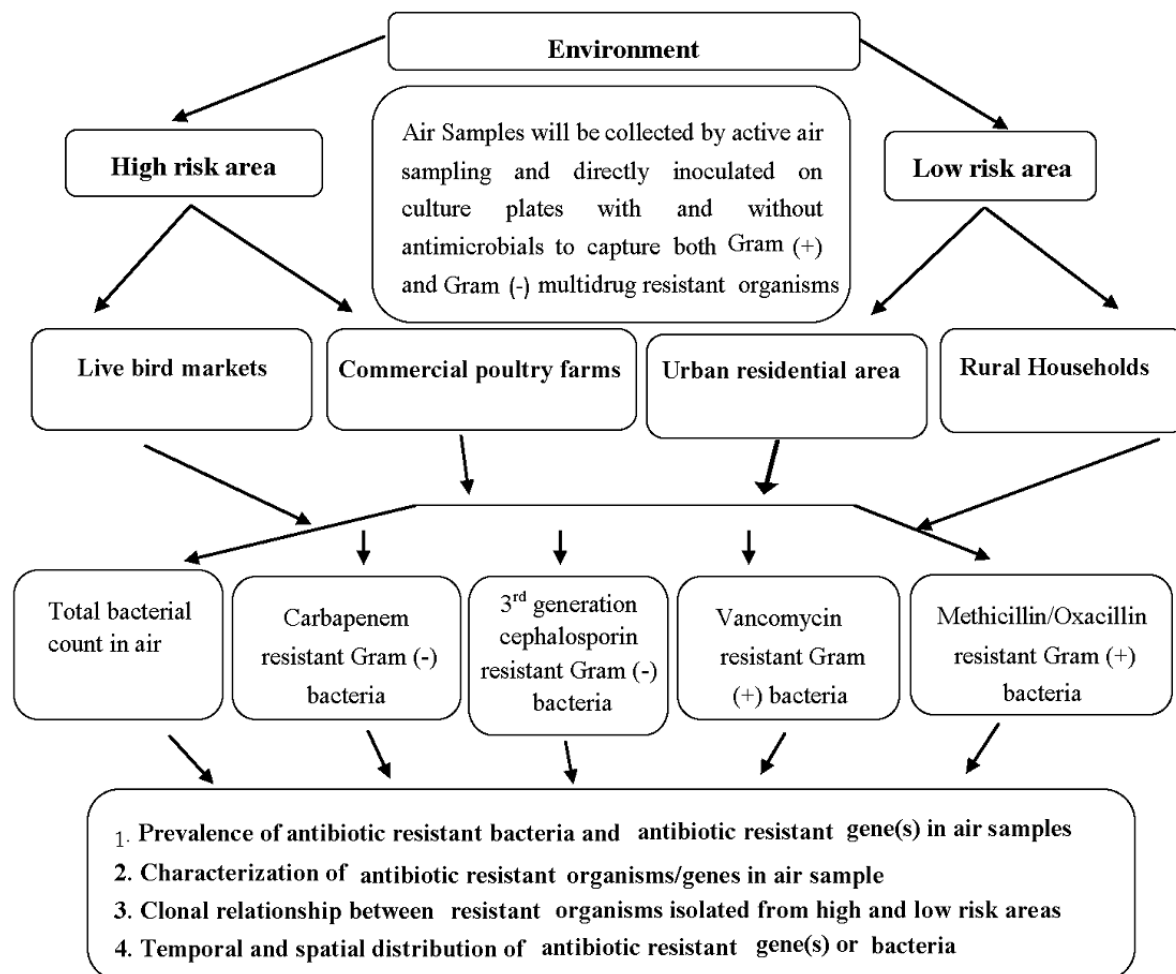 Environment
Air Samples will be collected by active air
sampling and directly inoculated on
culture plates with and without
antimicrobials to capture both Gram (+)
and Gram (-) multidrug resistant organisms
High risk area
Low risk area
Live bird markets
Commercial poultry farms
Urban residential area
Rural Households
Total bacterial
count in air
Carbapenem
resistant Gram (-)
bacteria
3rd generation
cephalosporin
resistant Gram (-)
bacteria
Vancomycin
resistant Gram
(+) bacteria
Methicillin/Oxacillin
resistant Gram (+)
bacteria
1. Prevalence of antibiotic resistant bacteria and antibiotic resistant gene(s) in air samples
2. Characterization of antibiotic resistant organisms/genes in air sample
3. Clonal relationship between resistant organisms isolated from high and low risk areas
4. Temporal and spatial distribution of antibiotic resistant gene(s) or bacteria